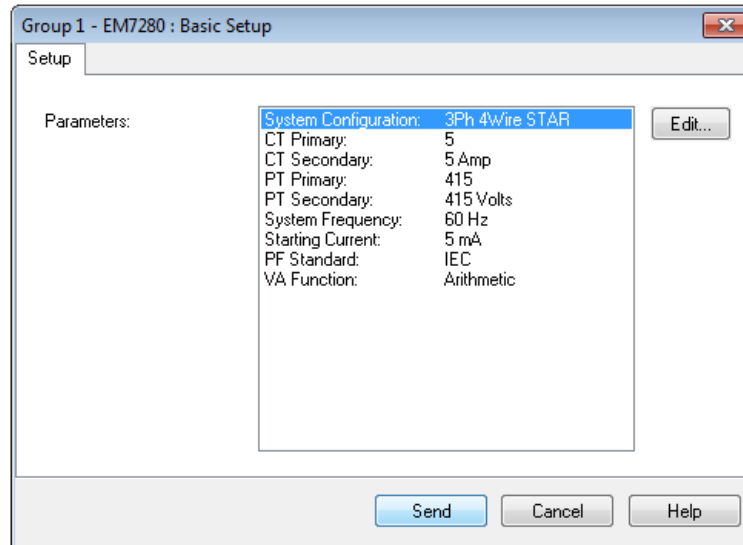 Group 1 - EM7280 : Basic Setup
Setup
Parameters:
System Configuration: 3Ph 4Wire STAR
Edit...
CT Primary: 5
CT Secondary: 5 Amp
PT Primary: 415
PT Secondary: 415 Volts
System Frequency: 60 Hz
Starting Current: 5 mA
PF Standard: IEC
VA Function: Arithmetic
Send Cancel Help